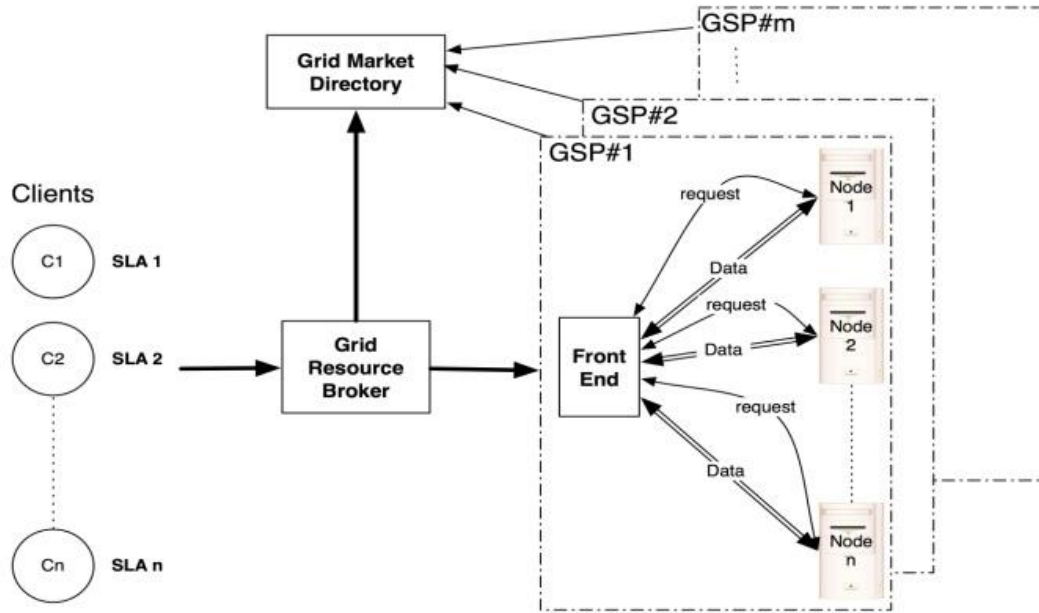 GSP#m
Grid Market
Directory
GSP#2
GSP#1
Clients
request
Node
1
C1
SLA 1
Data
request
Node
2
C2
SLA 2
Grid
Resource
Broker
Front
End
Data
request
Data
Cn
SLA n
Node
n